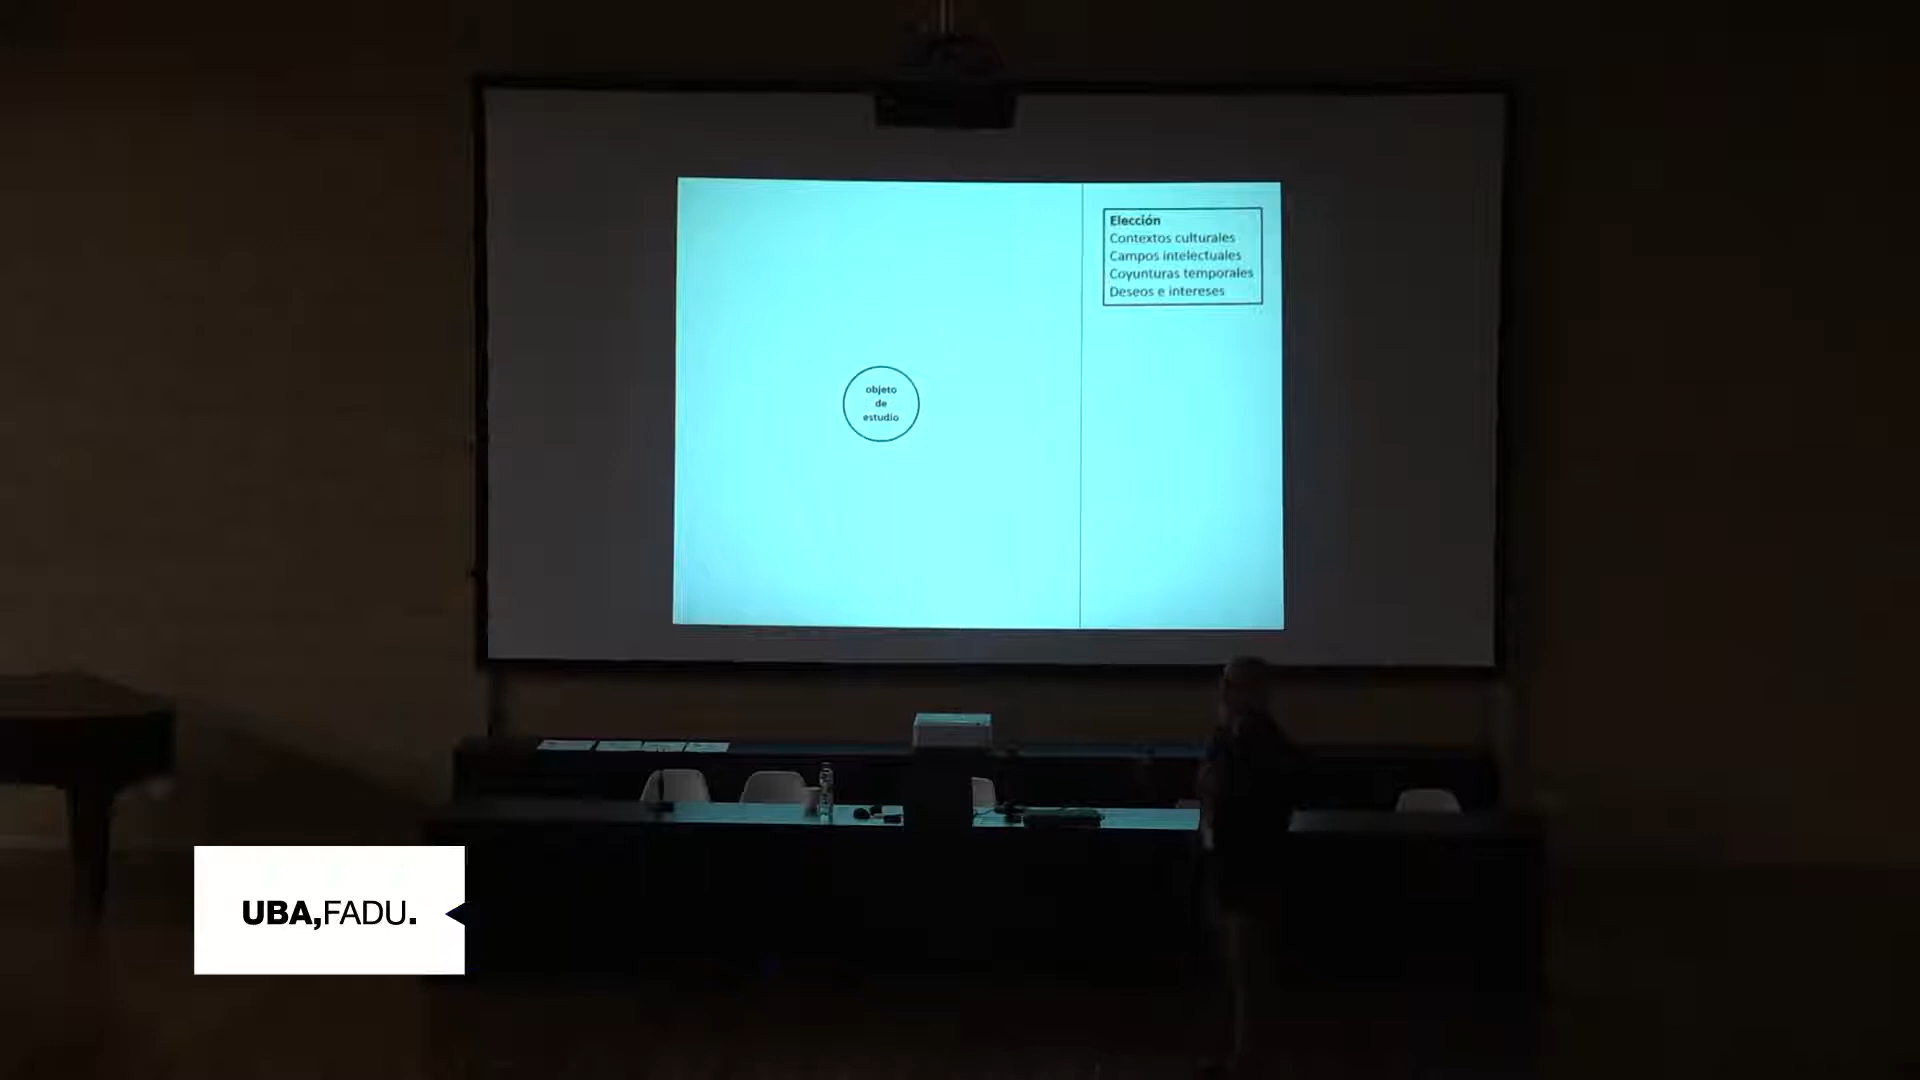 Elección
Contextos culturales
Campos intelectuales
Coyunturas temporales
Deseos e intereses
objeto
de
estudio
UBA,FADU.